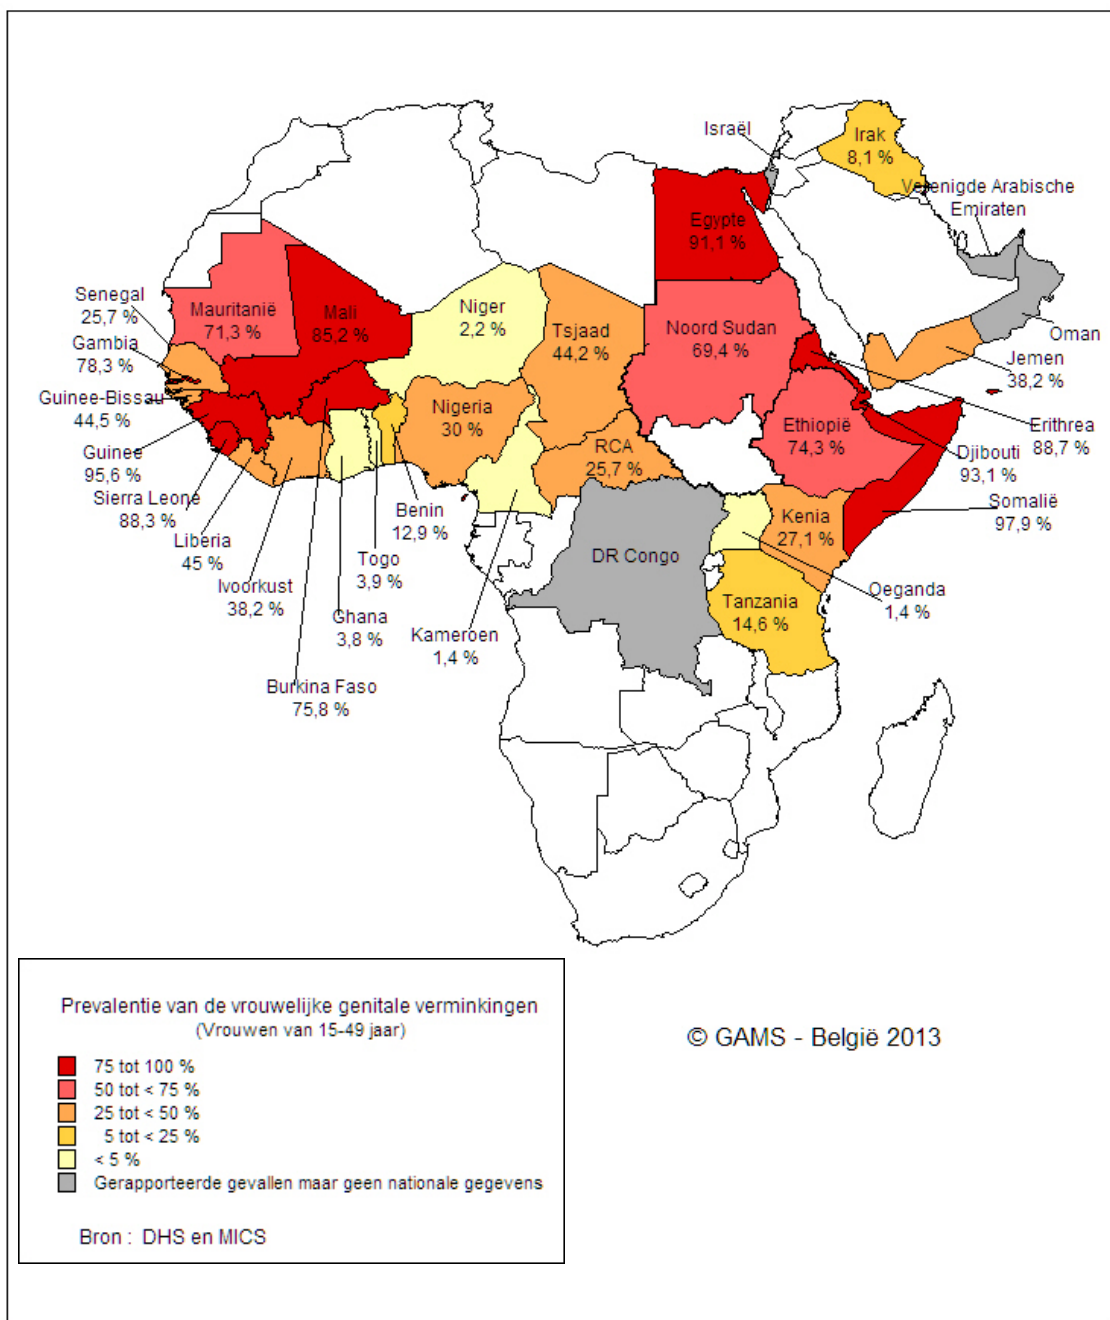 Israël
Irak
8,1 %
Verenigde Arabische
Emiraten
Egypte
91,1 %
Senegal
25,7 %
Mauritanië
71,3 %
Mali
85,2 %
Niger
2,2 %
Tsjaad
44,2 %
Noord Sudan
69,4 %
Oman
Gambia
78,3 %
Jemen
38,2 %
Guinee-Bissau
44,5 %
Nigeria
30 %
Ethiopië
74,3 %
Erithrea
88,7 %
Guinee
95,6 %
RCA
25,7 %
Djibouti
93,1 %
Sierra Leone
88,3 %
Benin
12,9 %
Kenia
27,1 %
Somalië
97,9 %
Liberia
45 %
Togo
3,9 %
DR Congo
Ivoorkust
38,2 %
Ghana
3,8 %
Kameroen
1,4 %
Tanzania
14,6 %
Oeganda
1,4 %
Burkina Faso
75,8 %
Prevalentie van de vrouwelijke genitale verminkingen
(Vrouwen van 15-49 jaar)
75 tot 100 %
50 tot < 75 %
25 tot < 50 %
5 tot < 25 %
< 5 %
Gerapporteerde gevallen maar geen nationale gegevens
Bron : DHS en MICS
© GAMS - België 2013